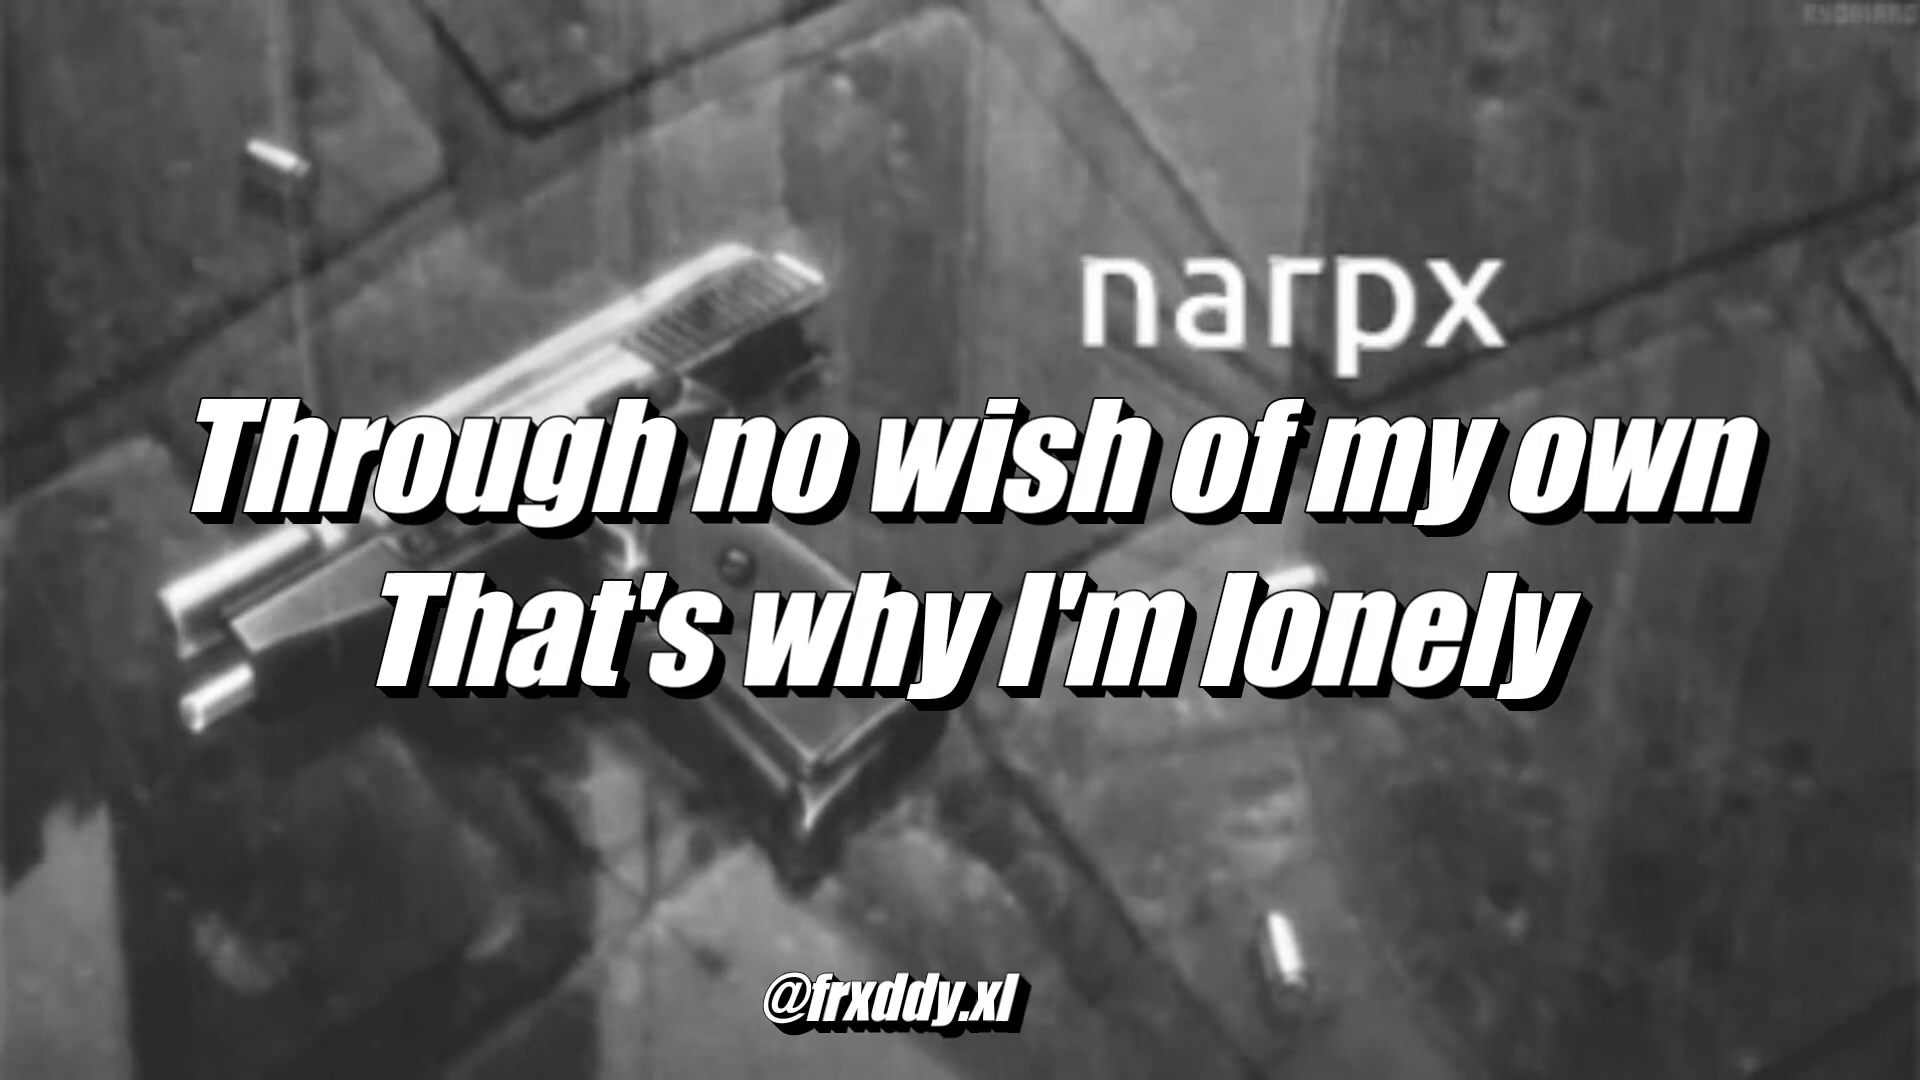 narpx
Through no wish of my own
That's why I'm lonely
@frxddy.xl